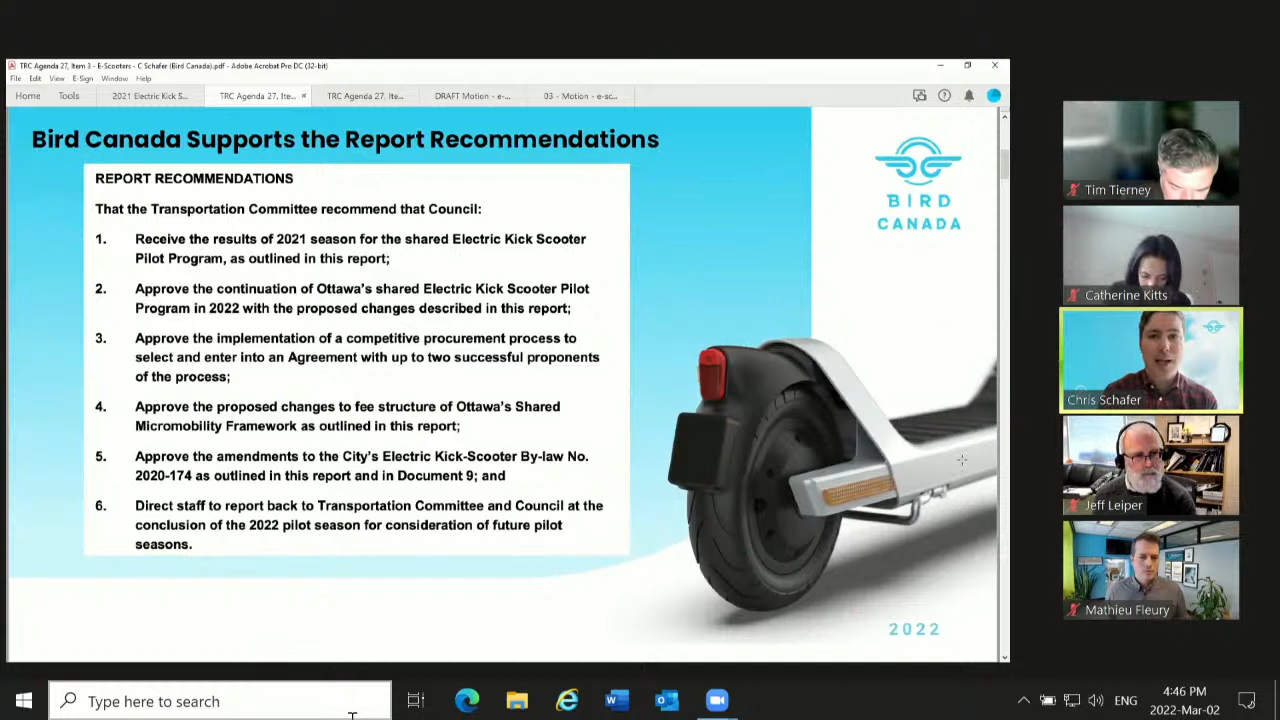 TRC Agenda 27, Item 3 - E-Scooters - C Schafer (Bird Canada).pdf - Adobe Acrobat Pro DC (32-bit)
File Edit View E-Sign Window Help
Home Tools 2021 Electric Kick S... TRC Agenda 27, Ite... × TRC Agenda 27, Ite... DRAFT Motion - e-... 03 - Motion - e-sc...
Bird Canada Supports the Report Recommendations
REPORT RECOMMENDATIONS
That the Transportation Committee recommend that Council:
1. Receive the results of 2021 season for the shared Electric Kick Scooter
Pilot Program, as outlined in this report;
2. Approve the continuation of Ottawa's shared Electric Kick Scooter Pilot
Program in 2022 with the proposed changes described in this report;
3. Approve the implementation of a competitive procurement process to
select and enter into an Agreement with up to two successful proponents
of the process;
4. Approve the proposed changes to fee structure of Ottawa's Shared
Micromobility Framework as outlined in this report;
5. Approve the amendments to the City's Electric Kick-Scooter By-law No.
2020-174 as outlined in this report and in Document 9; and
6. Direct staff to report back to Transportation Committee and Council at the
conclusion of the 2022 pilot season for consideration of future pilot
seasons.
BIRD
CANADA
2022
Tim Tierney
Catherine Kitts
Chris Schafer
Jeff Leiper
Mathieu Fleury
Type here to search
ENG
4:46 PM
2022-Mar-02